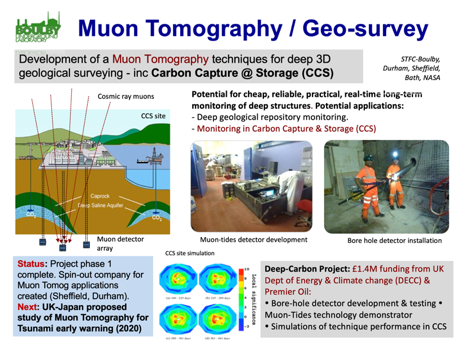 BOULBY
UNDERGROUND
LABORATORY
Muon Tomography / Geo-survey
Development of a Muon Tomography techniques for deep 3D
geological surveying - inc Carbon Capture @ Storage (CCS)
STFC-Boulby,
Durham, Sheffield,
Bath, NASA
Cosmic ray muons
CCS site
Caprock
Deep Saline Aquifer
CO₂
CO₂
Muon detector
array
Potential for cheap, reliable, practical, real-time long-term
monitoring of deep structures. Potential applications:
- Deep geological repository monitoring.
- Monitoring in Carbon Capture & Storage (CCS)
Muon-tides detector development
Bore hole detector installation
Status: Project phase 1
complete. Spin-out company for
Muon Tomog applications
created (Sheffield, Durham).
Next: UK-Japan proposed
study of Muon Tomography for
Tsunami early warning (2020)
CCS site simulation
Deep-Carbon Project: £1.4M funding from UK
Dept of Energy & Climate change (DECC) &
Premier Oil:
• Bore-hole detector development & testing •
Muon-Tides technology demonstrator
• Simulations of technique performance in CCS